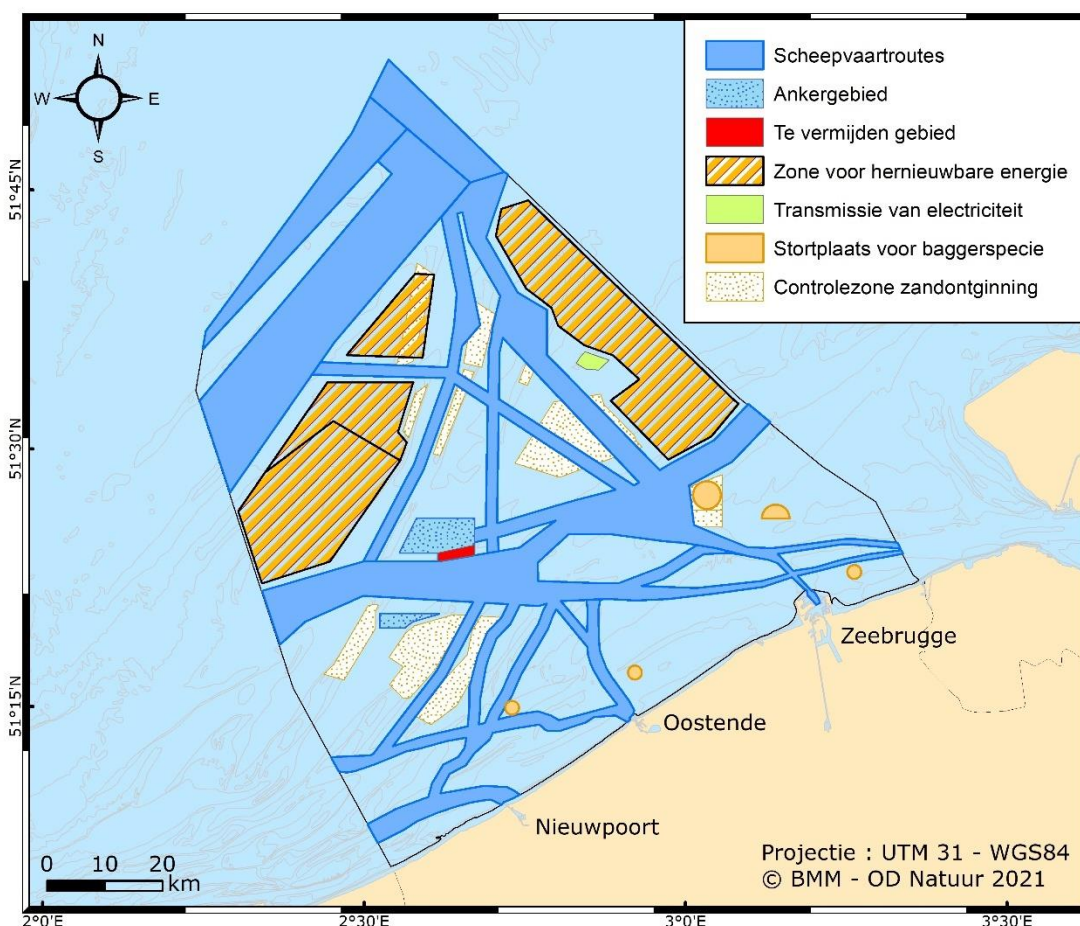 N
W E
S
Scheepvaartroutes
Ankergebied
Te vermijden gebied
Zone voor hernieuwbare energie
Transmissie van electriciteit
Stortplaats voor baggerspecie
Controlezone zandontginning
51°45'N
51°30'N
51°15'N
Zeebrugge
Oostende
Nieuwpoort
0 10 20
km
Projectie : UTM 31 - WGS84
© BMM - OD Natuur 2021
2°0'E 2°30'E 3°0'E 3°30'E